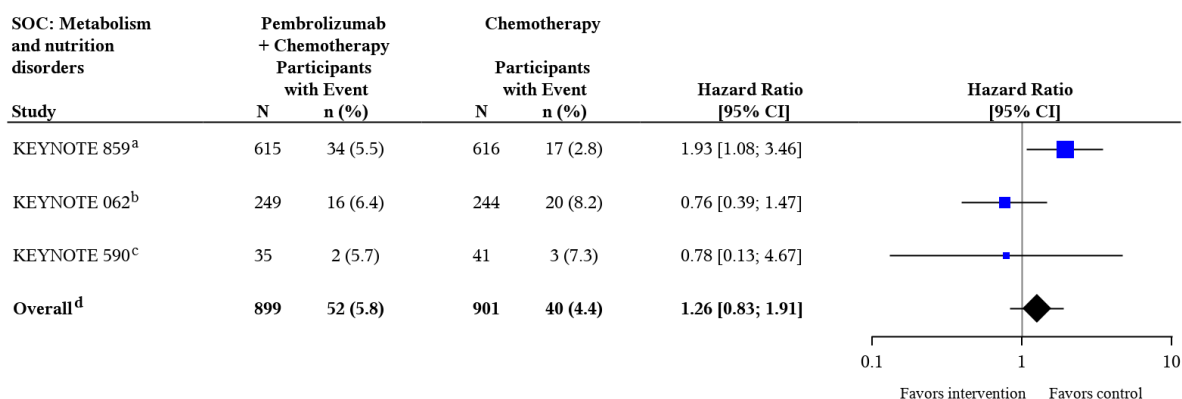 SOC: Metabolism Pembrolizumab Chemotherapy
and nutrition + Chemotherapy
disorders Participants Participants
with Event with Event Hazard Ratio Hazard Ratio
Study N n (%) N n (%) [95% CI] [95% CI]
KEYNOTE 859a 615 34 (5.5) 616 17 (2.8) 1.93 [1.08; 3.46]
KEYNOTE 062b 249 16 (6.4) 244 20 (8.2) 0.76 [0.39; 1.47]
KEYNOTE 590c 35 2 (5.7) 41 3 (7.3) 0.78 [0.13; 4.67]
Overalld 899 52 (5.8) 901 40 (4.4) 1.26 [0.83; 1.91]
0.1 1 10
Favors intervention Favors control